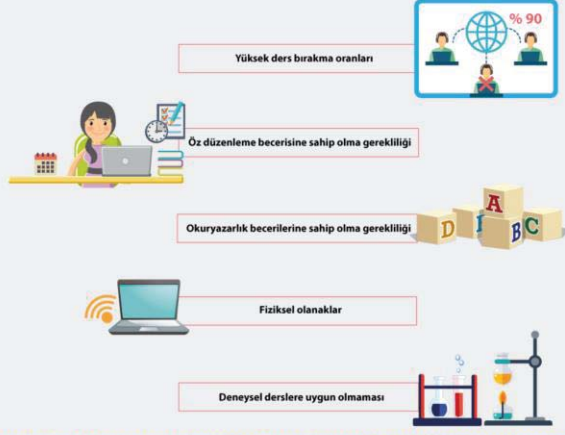 % 90
Yüksek ders bırakma oranları
Öz düzenleme becerisine sahip olma gerekliliği
Okuryazarlık becerilerine sahip olma gerekliliği
A
D I B C
Fiziksel olanaklar
Deneysel derslere uygun olmaması